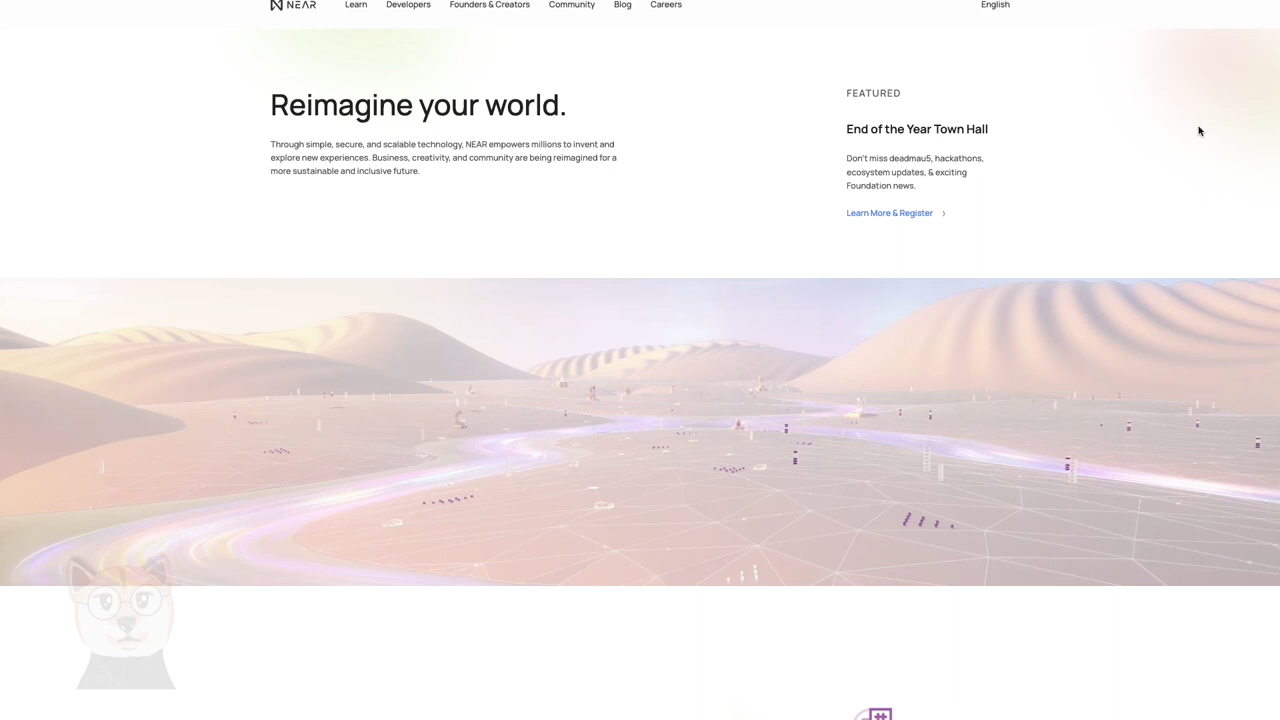 NEAR
Learn
Developers
Founders & Creators
Community
Blog
Careers
English
Reimagine your world.
Through simple, secure, and scalable technology, NEAR empowers millions to invent and
explore new experiences. Business, creativity, and community are being reimagined for a
more sustainable and inclusive future.
FEATURED
End of the Year Town Hall
Don't miss deadmau5, hackathons,
ecosystem updates, & exciting
Foundation news.
Learn More & Register